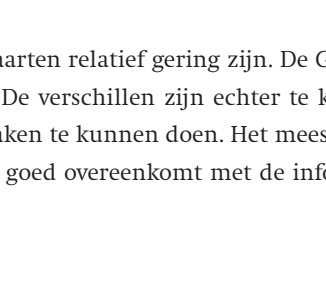 aarten relatief gering zijn. De G
De verschillen zijn echter te k
aken te kunnen doen. Het mees
goed overeenkomt met de info